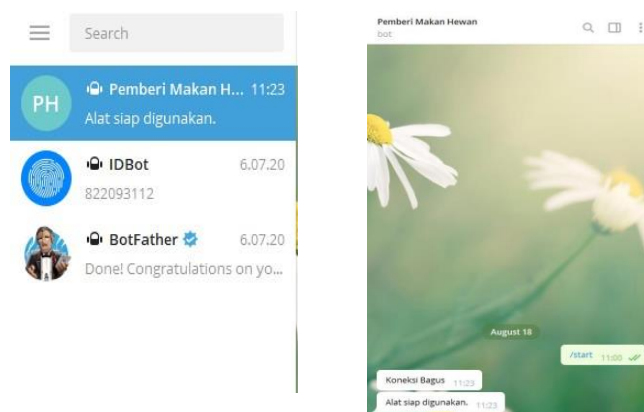 Search
PH
Pemberi Makan H... 11:23
Alat siap digunakan.
IDBot 6.07.20
822093112
BotFather 6.07.20
Done! Congratulations on yo...
Pemberi Makan Hewan
bot
August 18
/start 11:00
Koneksi Bagus 11:23
Alat siap digunakan. 11:23